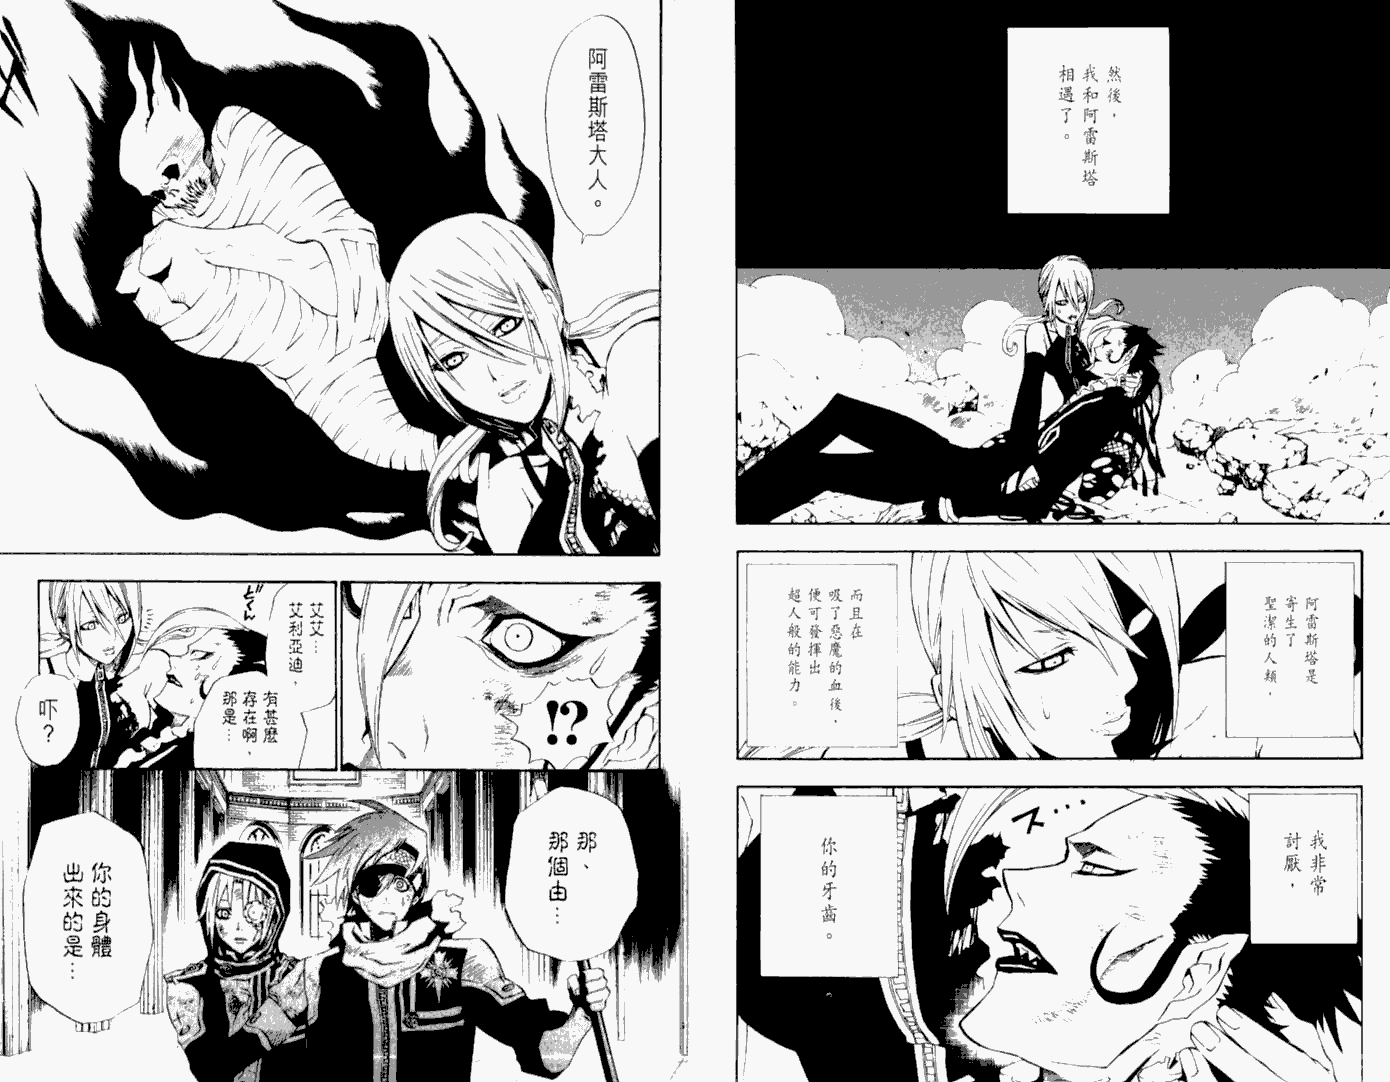 然後，
我和阿雷斯塔
相遇了。
阿雷斯塔是
寄生了
聖潔的人類，
而且在
吸了惡魔的血後，
便可發揮出
超人般的能力。
我非常
討厭，
ス…
你的牙齒。
阿雷斯塔大人。
!?
艾艾…
艾利亞迪，
有甚麼
存在啊，
那是…
どくん
吓？
那、
那個由…
你的身體
出來的是…